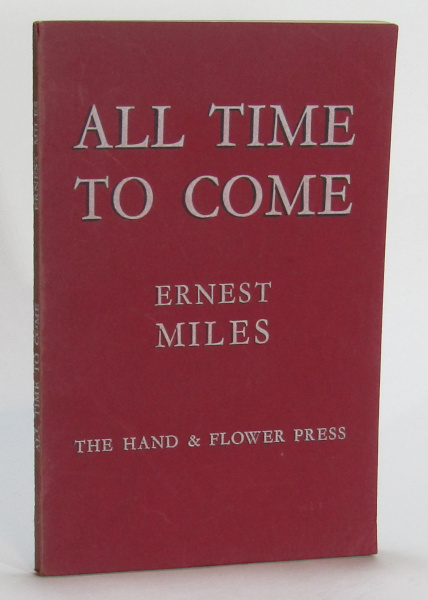 ALL TIME
TO COME
ERNEST
MILES
THE HAND & FLOWER PRESS
ERNEST MILES
ALL TIME TO COME